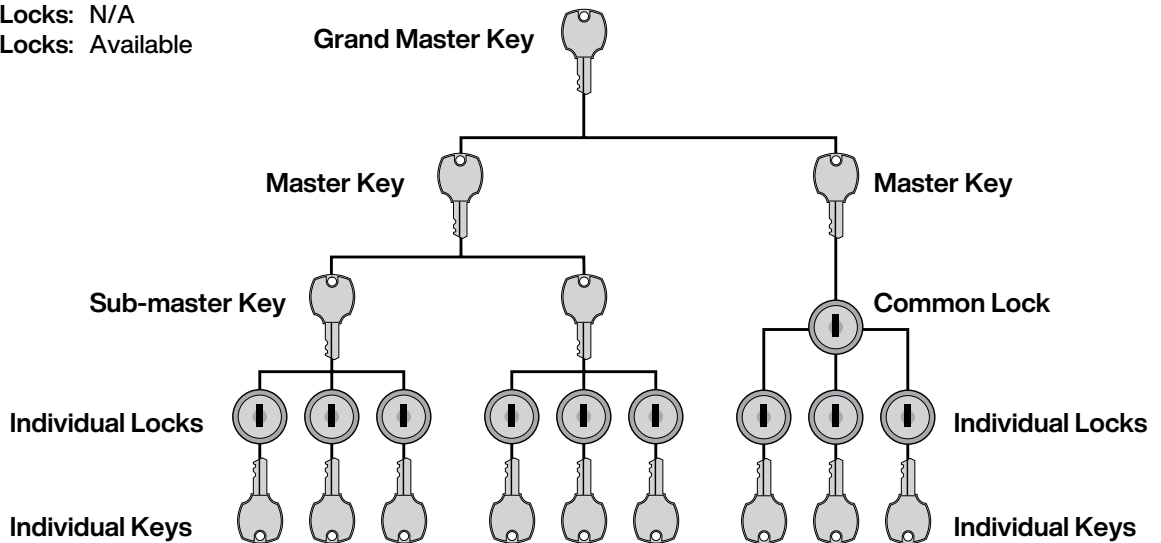 Locks: N/A
Locks: Available
Grand Master Key
Master Key
Master Key
Sub-master Key
Common Lock
Individual Locks
Individual Locks
Individual Keys
Individual Keys